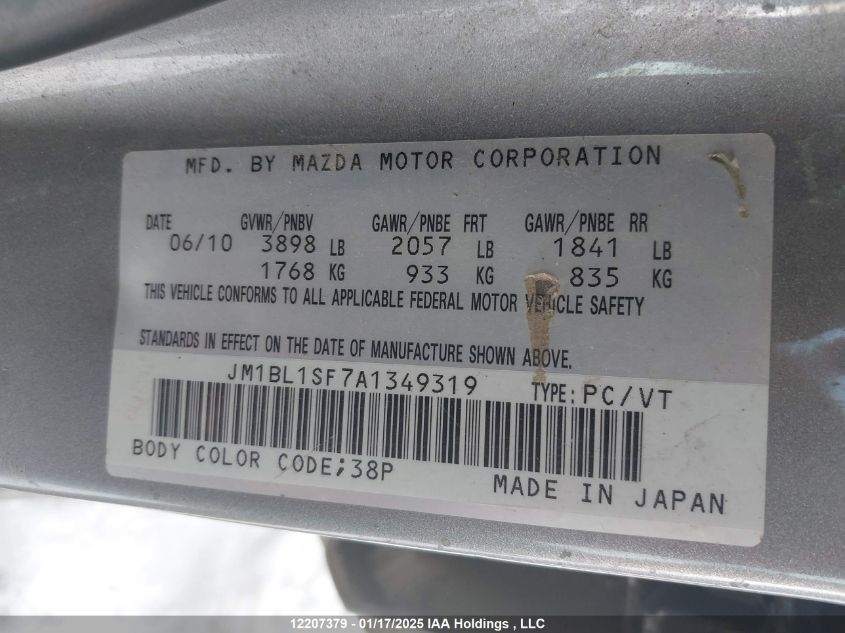 MFD. BY MAZDA MOTOR CORPORATION
DATE GVWR/PNBV GAWR/PNBE FRT GAWR/PNBE RR
06/10 3898 LB 2057 LB 1841 LB
1768 KG 933 KG 835 KG
THIS VEHICLE CONFORMS TO ALL APPLICABLE FEDERAL MOTOR VEHICLE SAFETY
STANDARDS IN EFFECT ON THE DATE OF MANUFACTURE SHOWN ABOVE.
JM1BL1SF7A1349319 TYPE:PC/VT
BODY COLOR CODE;38P
MADE IN JAPAN
12207379 - 01/17/2025 IAA Holdings , LLC